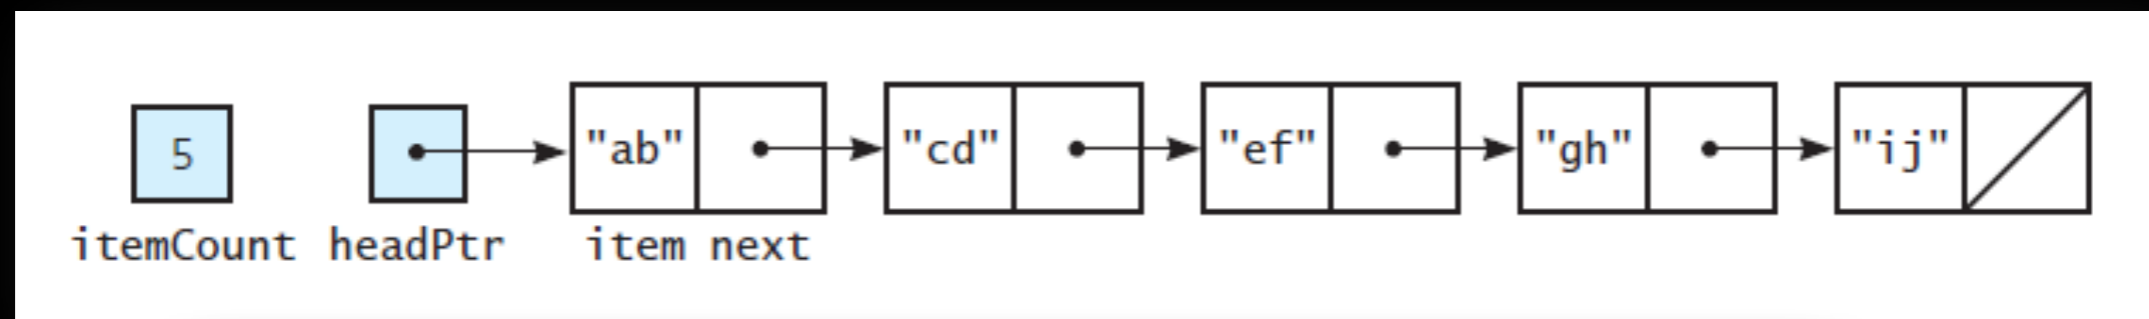 5 "ab" "cd" "ef" "gh" "ij"
itemCount headPtr item next